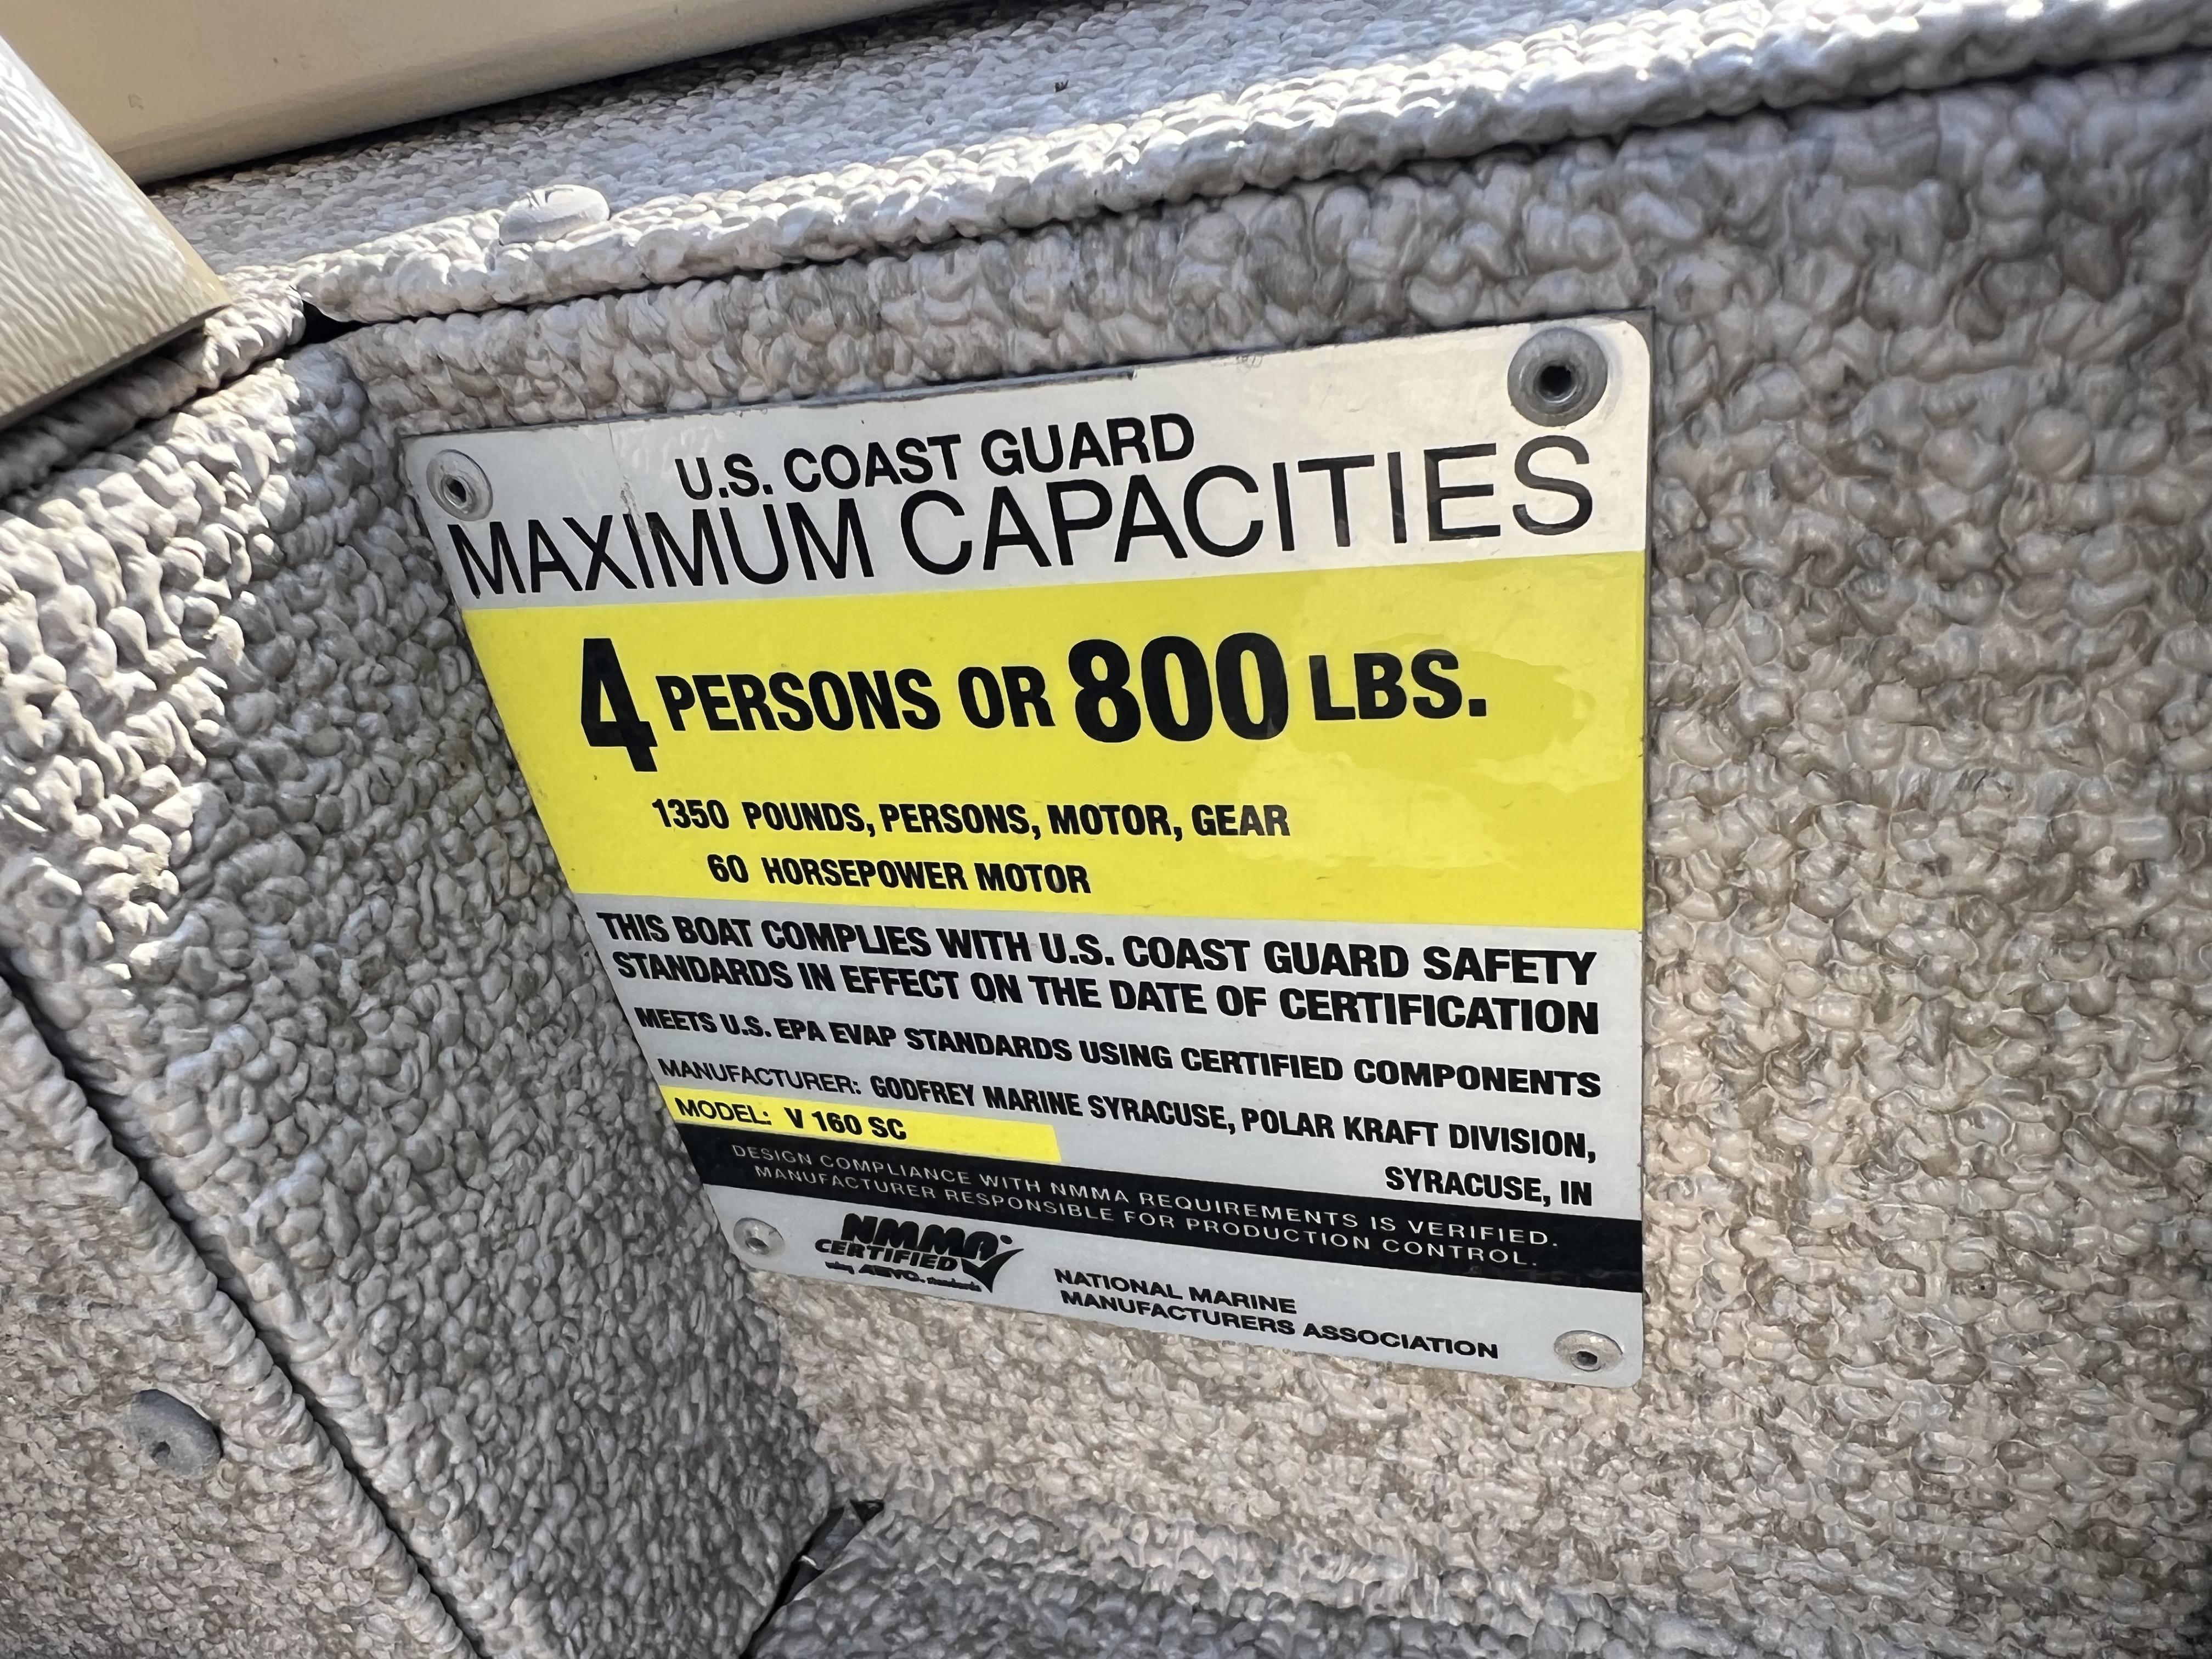 U.S. COAST GUARD
MAXIMUM CAPACITIES
4 PERSONS OR 800 LBS.
1350 POUNDS, PERSONS, MOTOR, GEAR
60 HORSEPOWER MOTOR
THIS BOAT COMPLIES WITH U.S. COAST GUARD SAFETY
STANDARDS IN EFFECT ON THE DATE OF CERTIFICATION
MEETS U.S. EPA EVAP STANDARDS USING CERTIFIED COMPONENTS
MANUFACTURER: GODFREY MARINE SYRACUSE, POLAR KRAFT DIVISION,
SYRACUSE, IN
MODEL: V 160 SC
DESIGN COMPLIANCE WITH NMMA REQUIREMENTS IS VERIFIED.
MANUFACTURER RESPONSIBLE FOR PRODUCTION CONTROL.
NMMA
CERTIFIED
using ABYC standards
NATIONAL MARINE
MANUFACTURERS ASSOCIATION